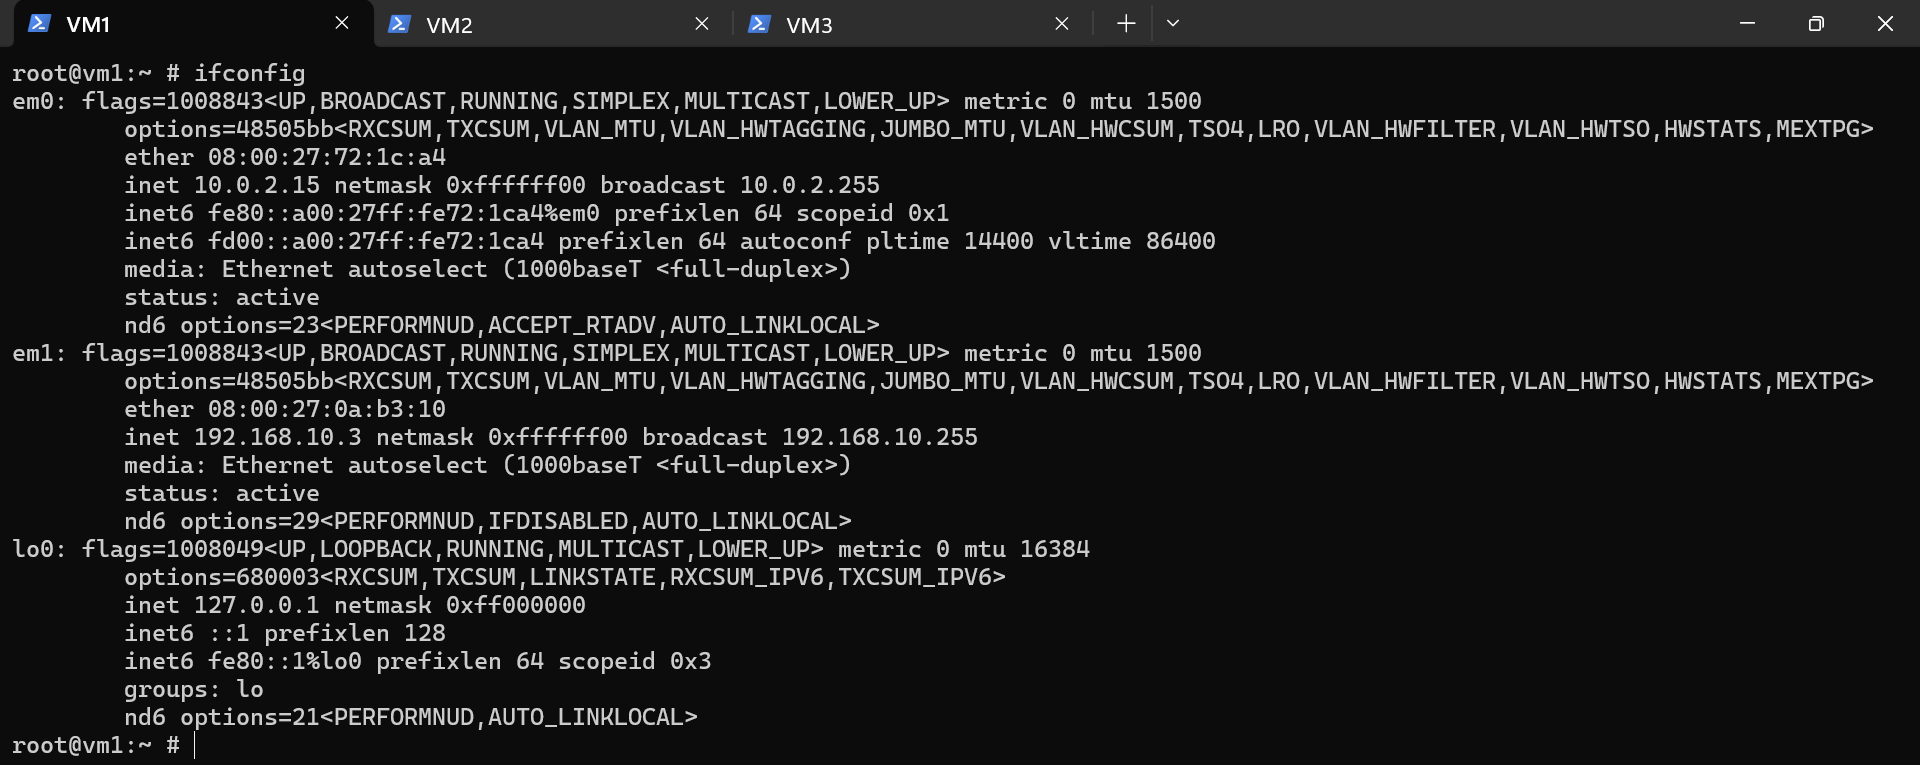 VM1
VM2
VM3
root@vm1:~ # ifconfig
em0: flags=1008843<UP,BROADCAST,RUNNING,SIMPLEX,MULTICAST,LOWER_UP> metric 0 mtu 1500
        options=48505bb<RXCSUM,TXCSUM,VLAN_MTU,VLAN_HWTAGGING,JUMBO_MTU,VLAN_HWCSUM,TSO4,LRO,VLAN_HWFILTER,VLAN_HWTSO,HWSTATS,MEXTPG>
        ether 08:00:27:72:1c:a4
        inet 10.0.2.15 netmask 0xffffff00 broadcast 10.0.2.255
        inet6 fe80::a00:27ff:fe72:1ca4%em0 prefixlen 64 scopeid 0x1
        inet6 fd00::a00:27ff:fe72:1ca4 prefixlen 64 autoconf pltime 14400 vltime 86400
        media: Ethernet autoselect (1000baseT <full-duplex>)
        status: active
        nd6 options=23<PERFORMNUD,ACCEPT_RTADV,AUTO_LINKLOCAL>
em1: flags=1008843<UP,BROADCAST,RUNNING,SIMPLEX,MULTICAST,LOWER_UP> metric 0 mtu 1500
        options=48505bb<RXCSUM,TXCSUM,VLAN_MTU,VLAN_HWTAGGING,JUMBO_MTU,VLAN_HWCSUM,TSO4,LRO,VLAN_HWFILTER,VLAN_HWTSO,HWSTATS,MEXTPG>
        ether 08:00:27:0a:b3:10
        inet 192.168.10.3 netmask 0xffffff00 broadcast 192.168.10.255
        media: Ethernet autoselect (1000baseT <full-duplex>)
        status: active
        nd6 options=29<PERFORMNUD,IFDISABLED,AUTO_LINKLOCAL>
lo0: flags=1008049<UP,LOOPBACK,RUNNING,MULTICAST,LOWER_UP> metric 0 mtu 16384
        options=680003<RXCSUM,TXCSUM,LINKSTATE,RXCSUM_IPV6,TXCSUM_IPV6>
        inet 127.0.0.1 netmask 0xff000000
        inet6 ::1 prefixlen 128
        inet6 fe80::1%lo0 prefixlen 64 scopeid 0x3
        groups: lo
        nd6 options=21<PERFORMNUD,AUTO_LINKLOCAL>
root@vm1:~ #